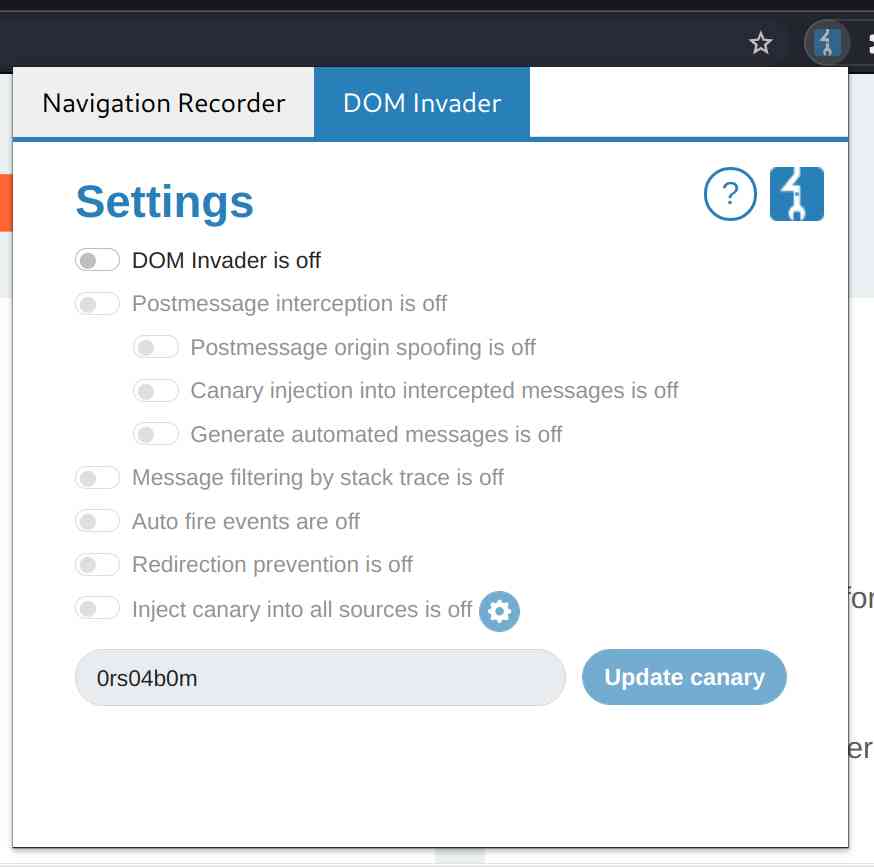 Navigation Recorder
DOM Invader
Settings
?
DOM Invader is off
Postmessage interception is off
Postmessage origin spoofing is off
Canary injection into intercepted messages is off
Generate automated messages is off
Message filtering by stack trace is off
Auto fire events are off
Redirection prevention is off
Inject canary into all sources is off
for
0rs04b0m
Update canary
er